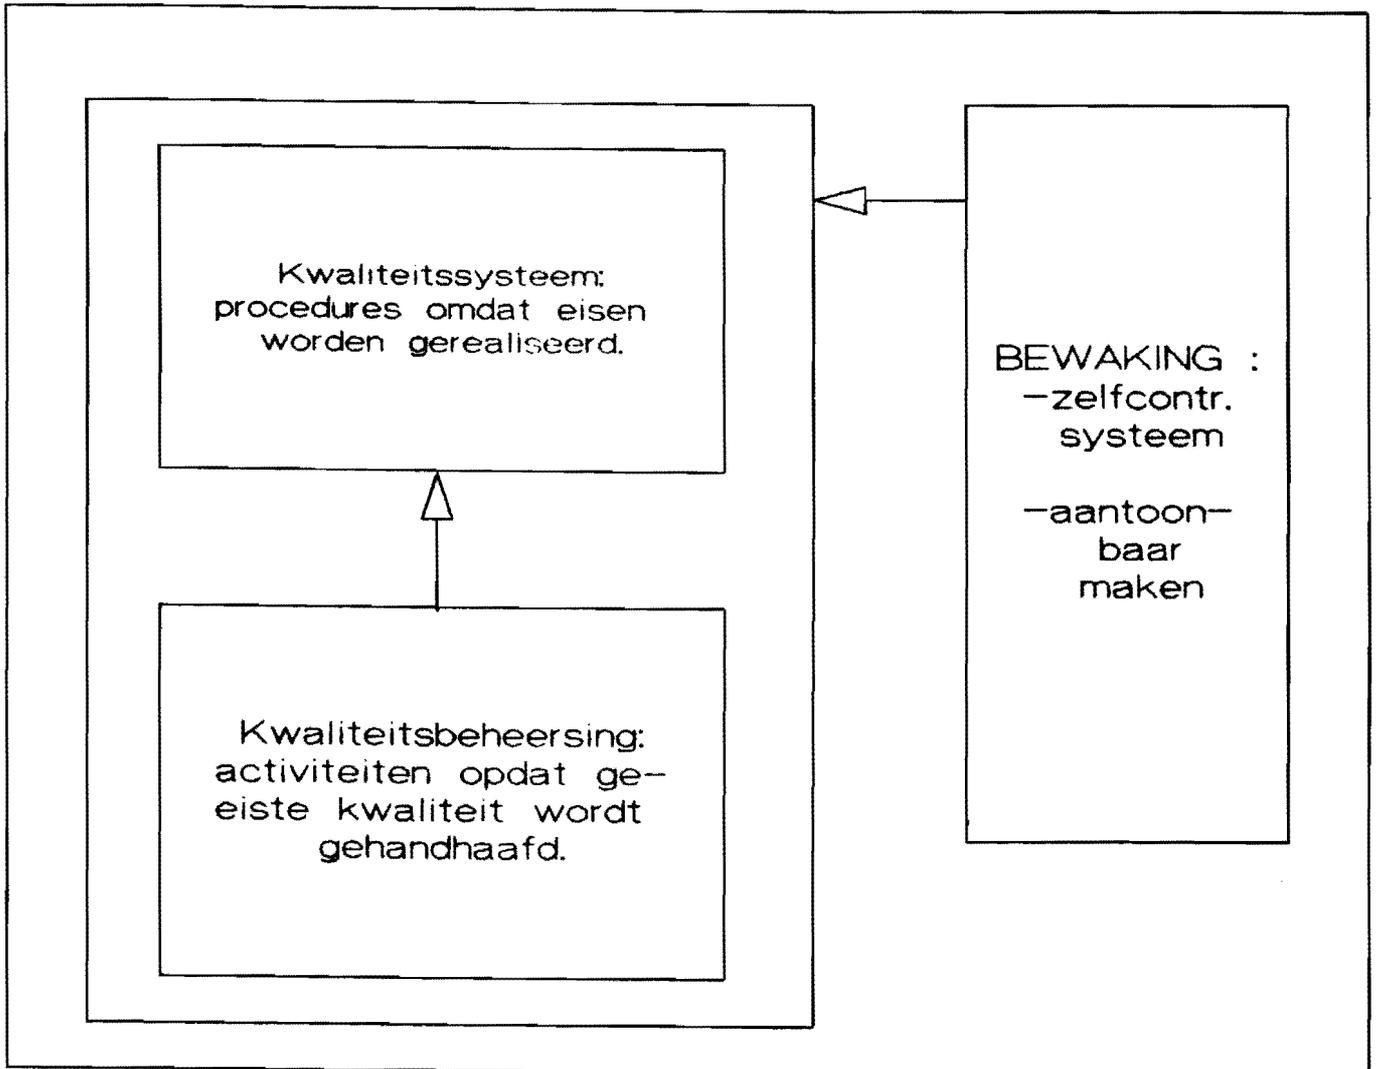 Kwaliteitssysteem:
procedures omdat eisen
worden gerealiseerd.
BEWAKING :
-zelfcontr.
systeem
-aantoon-
baar
maken
Kwaliteitsbeheersing:
activiteiten opdat ge-
eiste kwaliteit wordt
gehandhaafd.